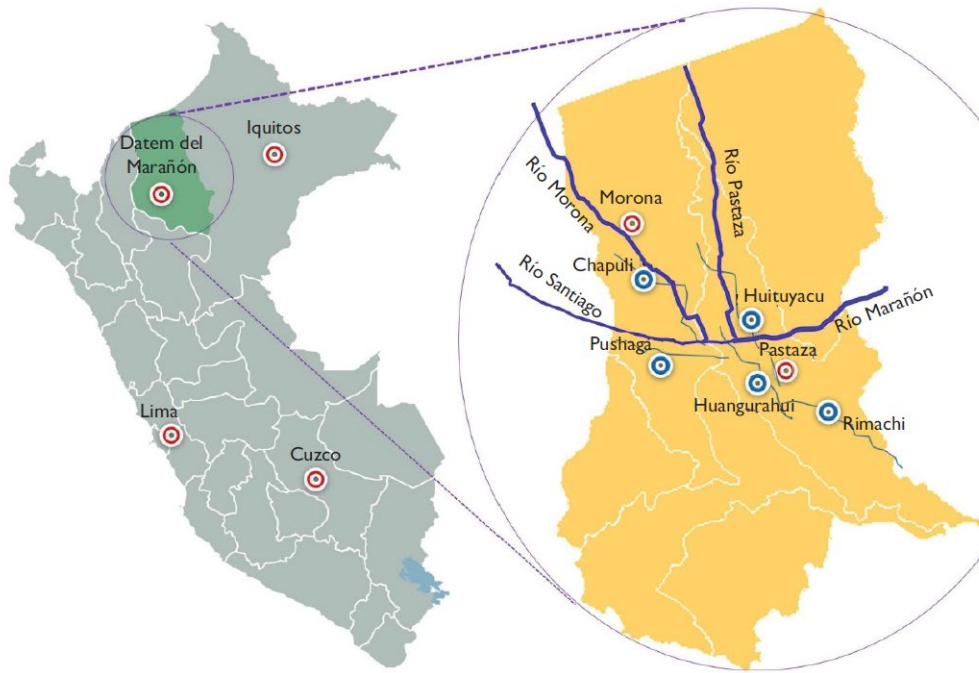 Iquitos
Datem del
Marañón
Lima
Cuzco
Río Morona
Río Pastaza
Morona
Chapuli
Río Santiago
Huituyacu
Río Marañón
Pushaga
Pastaza
Huangurahui
Rimachi